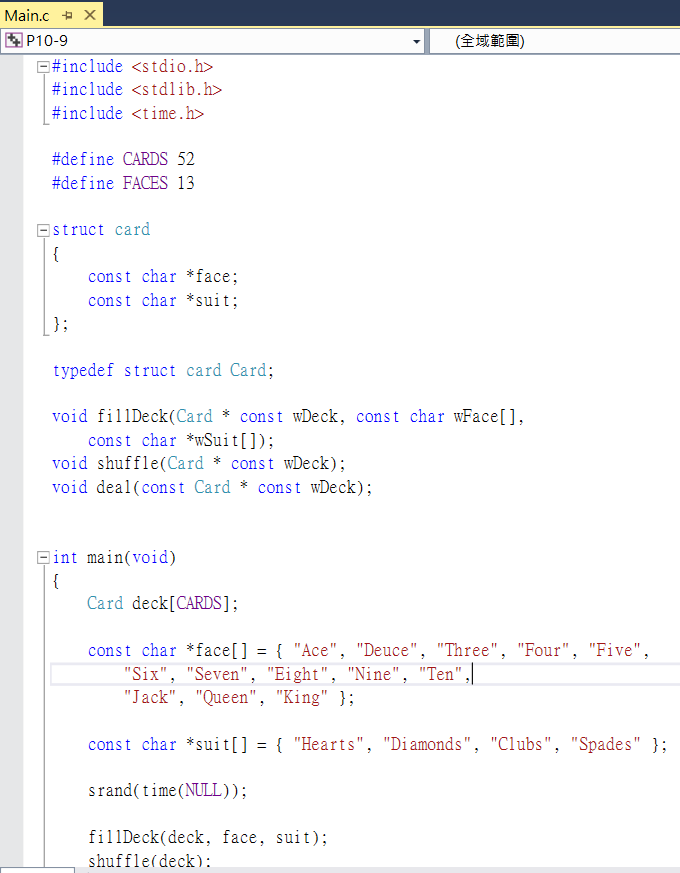 Main.c
P10-9
(全域範圍)
#include <stdio.h>
#include <stdlib.h>
#include <time.h>
#define CARDS 52
#define FACES 13
struct card
{
const char *face;
const char *suit;
};
typedef struct card Card;
void fillDeck(Card * const wDeck, const char wFace[],
const char *wSuit[]);
void shuffle(Card * const wDeck);
void deal(const Card * const wDeck);
int main(void)
{
Card deck[CARDS];
const char *face[] = { "Ace", "Deuce", "Three", "Four", "Five",
"Six", "Seven", "Eight", "Nine", "Ten",
"Jack", "Queen", "King" };
const char *suit[] = { "Hearts", "Diamonds", "Clubs", "Spades" };
srand(time(NULL));
fillDeck(deck, face, suit);
shuffle(deck);